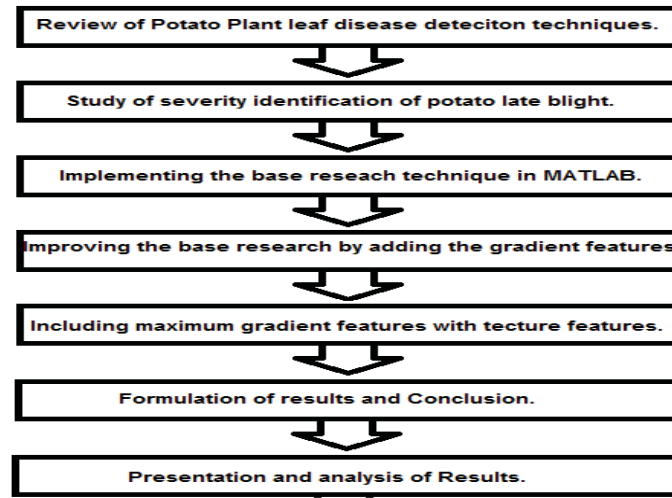 Review of Potato Plant leaf disease deteciton techniques.
Study of severity identification of potato late blight.
Implementing the base reseach technique in MATLAB.
Improving the base research by adding the gradient features
Including maximum gradient features with tecture features.
Formulation of results and Conclusion.
Presentation and analysis of Results.